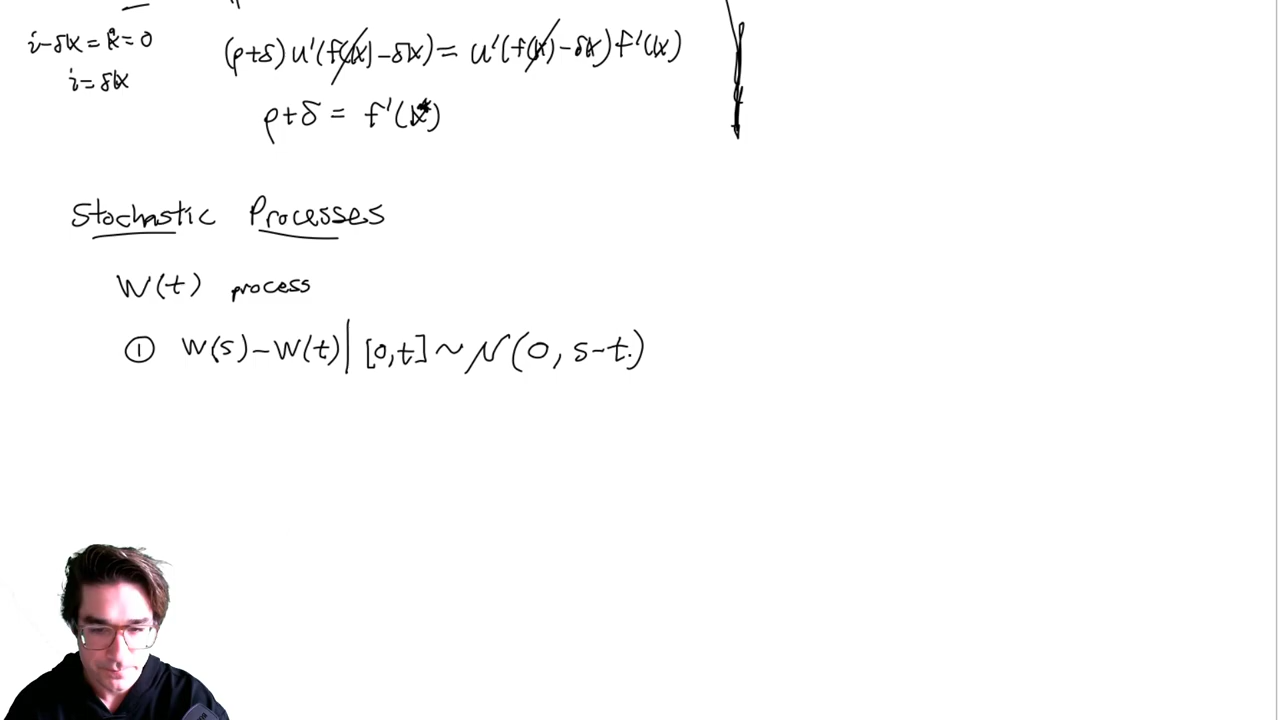 i-δk = k̇ = 0
i = δk
(ρ+δ) u'(f(k) - δk) = u'(f(k) - δk) f'(k)
ρ+δ = f'(k*)
Stochastic Processes
W(t) process
① W(s) - W(t) | [0,t] ~ N(0, s-t)